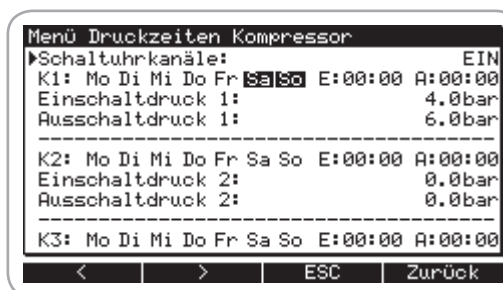 Menü Druckzeiten Kompressor
▶Schaltuhrkanäle: EIN
K1: Mo Di Mi Do Fr Sa So E:00:00 A:00:00
Einschaltdruck 1: 4.0bar
Ausschaltdruck 1: 6.0bar
----------------------------------------
K2: Mo Di Mi Do Fr Sa So E:00:00 A:00:00
Einschaltdruck 2: 0.0bar
Ausschaltdruck 2: 0.0bar
----------------------------------------
K3: Mo Di Mi Do Fr Sa So E:00:00 A:00:00
< > ESC Zurück